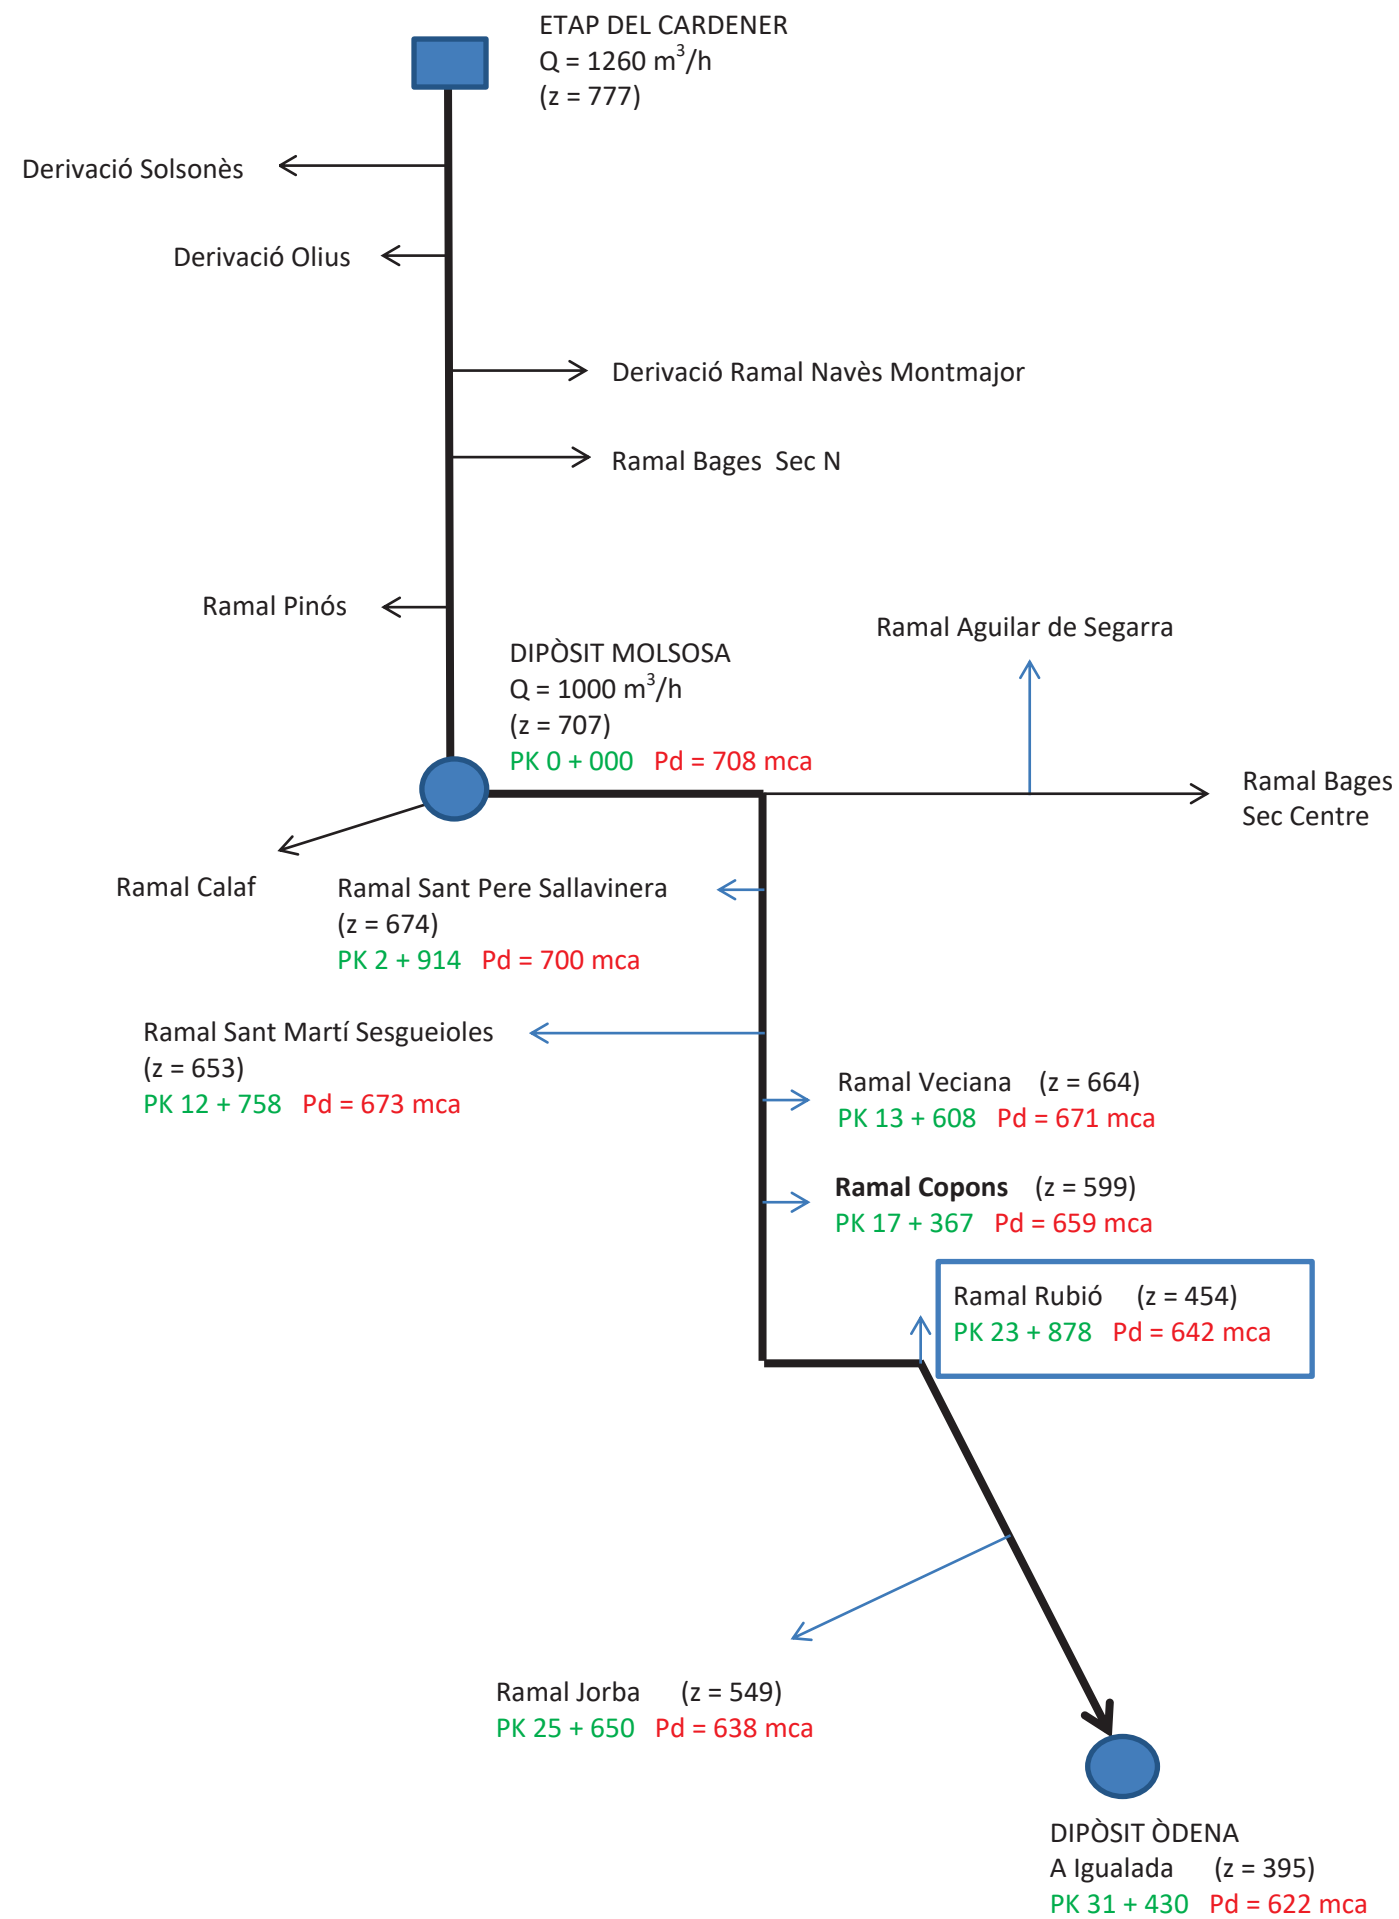 ETAP DEL CARDENER
Q = 1260 m³/h
(z = 777)
Derivació Solsonès
Derivació Olius
Derivació Ramal Navès Montmajor
Ramal Bages Sec N
Ramal Pinós
Ramal Aguilar de Segarra
DIPÒSIT MOLSOSA
Q = 1000 m³/h
(z = 707)
PK 0 + 000 Pd = 708 mca
Ramal Bages
Sec Centre
Ramal Calaf
Ramal Sant Pere Sallavinera
(z = 674)
PK 2 + 914 Pd = 700 mca
Ramal Sant Martí Sesgueioles
(z = 653)
PK 12 + 758 Pd = 673 mca
Ramal Veciana (z = 664)
PK 13 + 608 Pd = 671 mca
Ramal Copons (z = 599)
PK 17 + 367 Pd = 659 mca
Ramal Rubió (z = 454)
PK 23 + 878 Pd = 642 mca
Ramal Jorba (z = 549)
PK 25 + 650 Pd = 638 mca
DIPÒSIT ÒDENA
A Igualada (z = 395)
PK 31 + 430 Pd = 622 mca